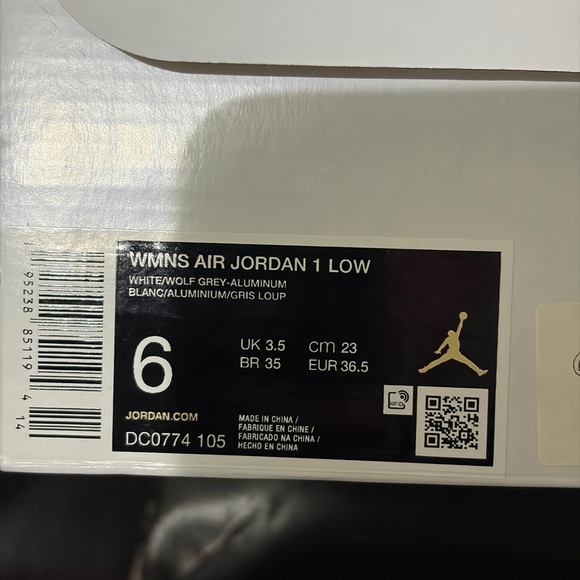 WMNS AIR JORDAN 1 LOW
WHITE/WOLF GREY-ALUMINUM
BLANC/ALUMINIUM/GRIS LOUP
6
UK 3.5 cm 23
BR 35 EUR 36.5
JORDAN.COM
DC0774 105
MADE IN CHINA /
FABRIQUE EN CHINE /
FABRICADO NA CHINA /
HECHO EN CHINA
RFID
1 95238 85119 4 14